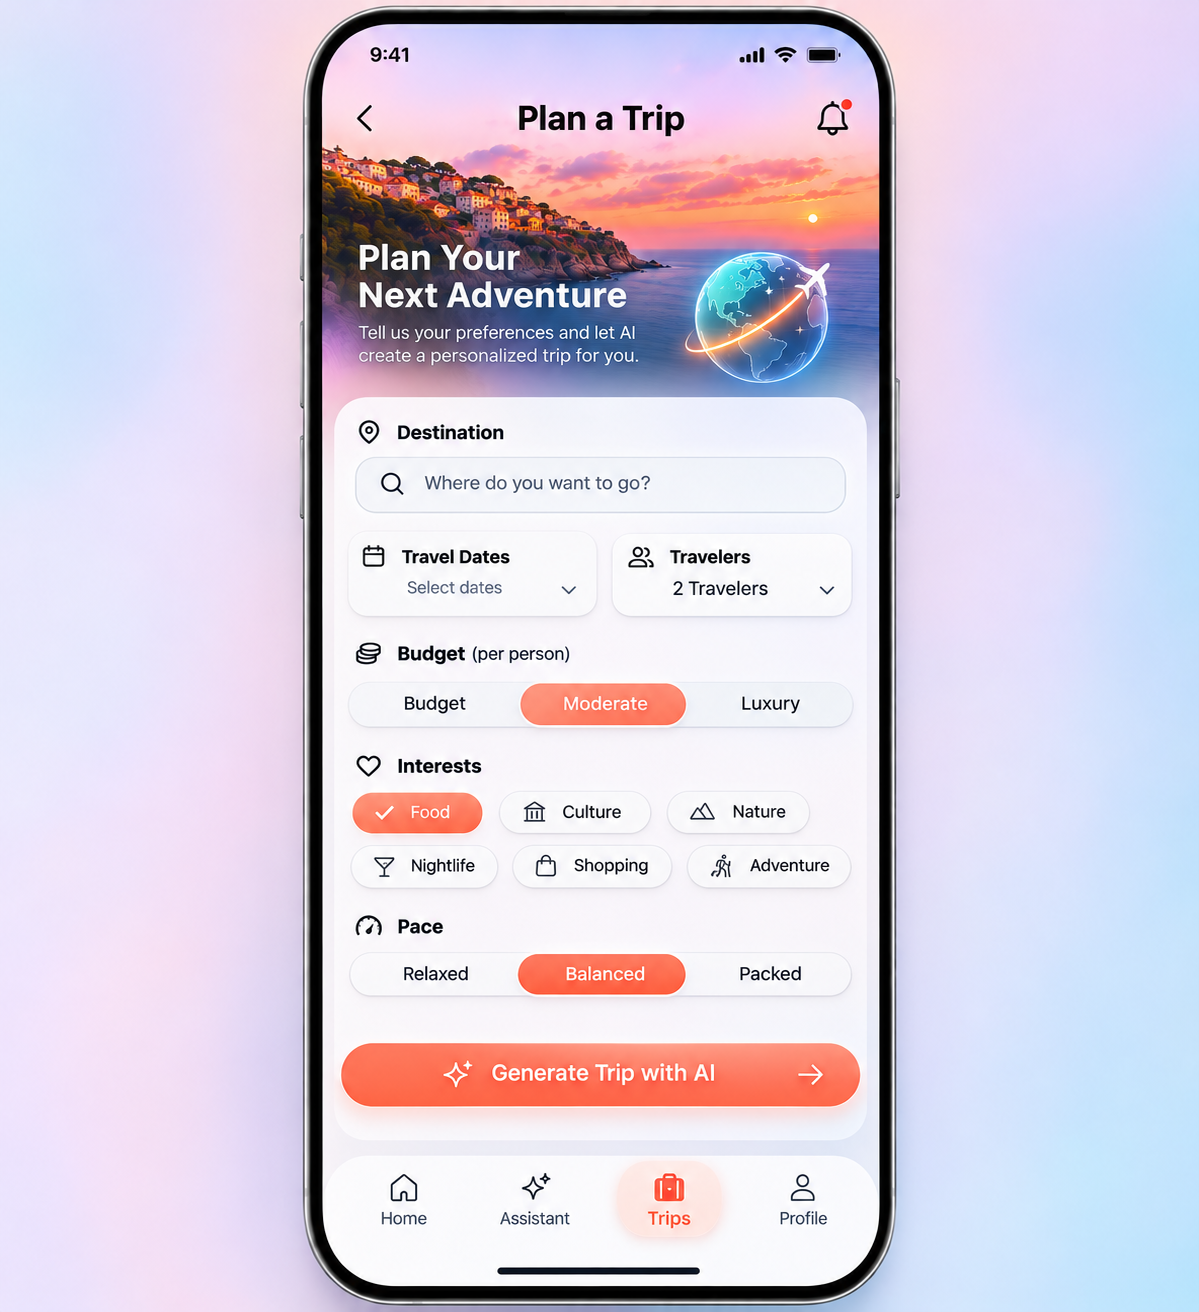 9:41
Plan a Trip
Plan Your
Next Adventure
Tell us your preferences and let AI
create a personalized trip for you.
Destination
Where do you want to go?
Travel Dates
Select dates
Travelers
2 Travelers
Budget (per person)
Budget Moderate Luxury
Interests
Food Culture Nature
Nightlife Shopping Adventure
Pace
Relaxed Balanced Packed
Generate Trip with AI
Home Assistant Trips Profile